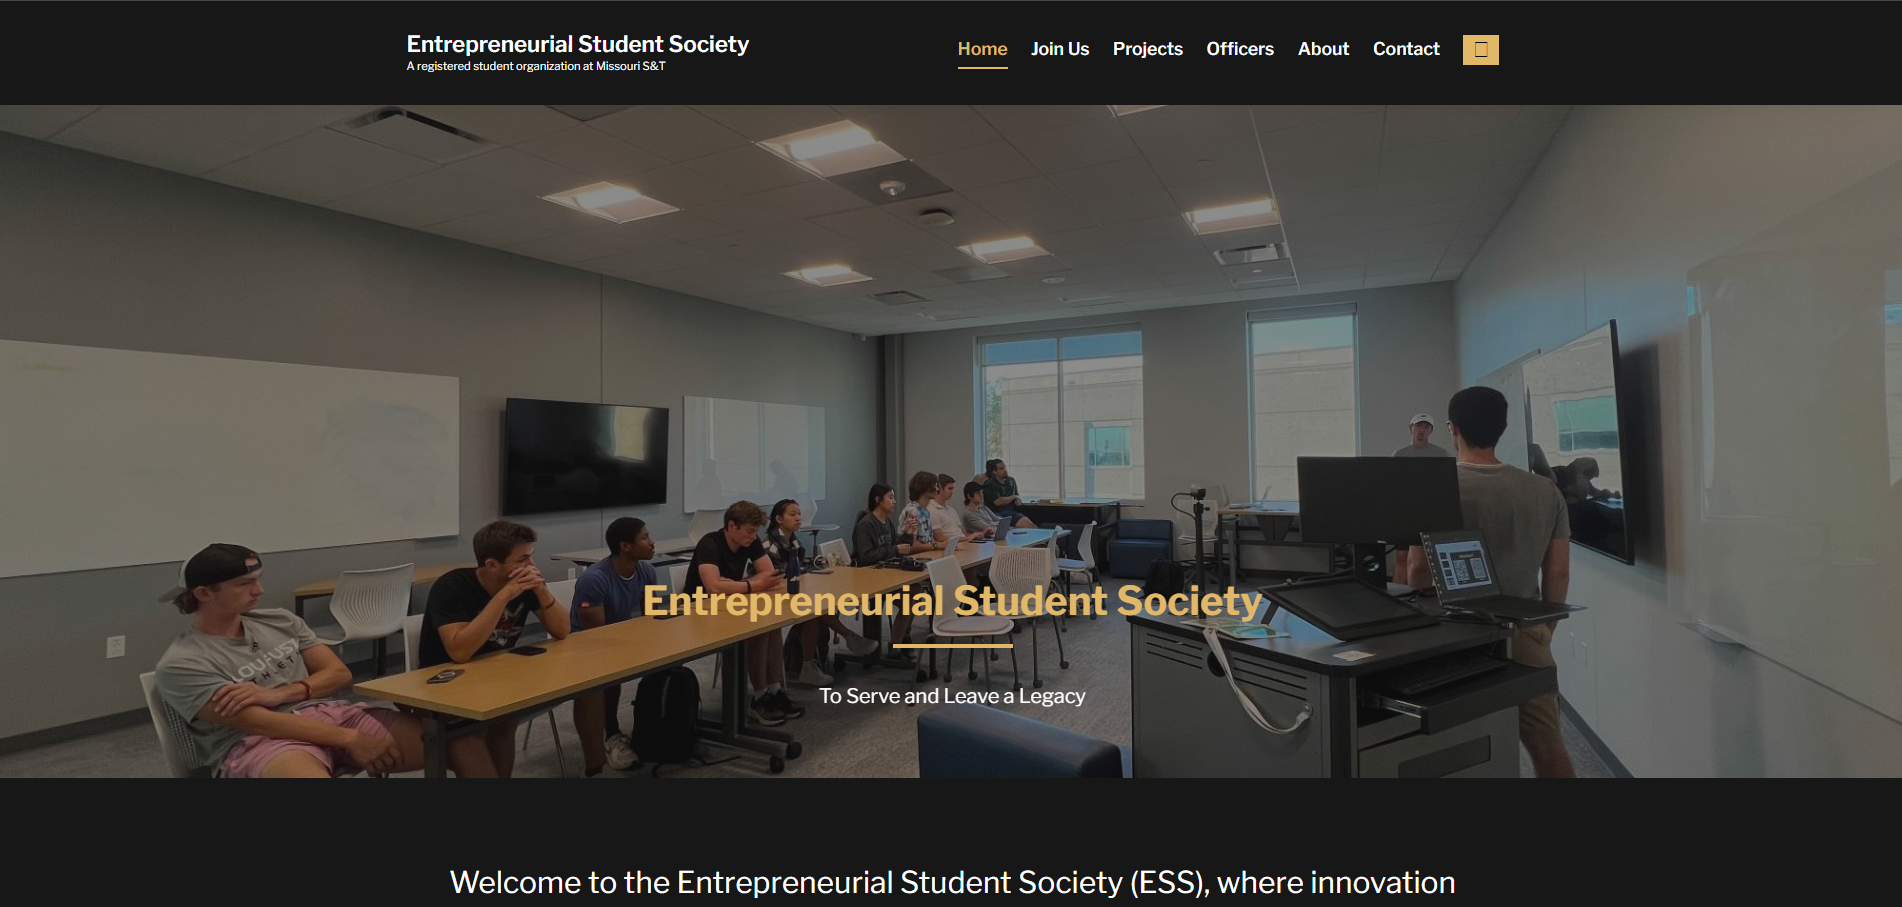 Entrepreneurial Student Society
A registered student organization at Missouri S&T
Home Join Us Projects Officers About Contact
Entrepreneurial Student Society
To Serve and Leave a Legacy
Welcome to the Entrepreneurial Student Society (ESS), where innovation